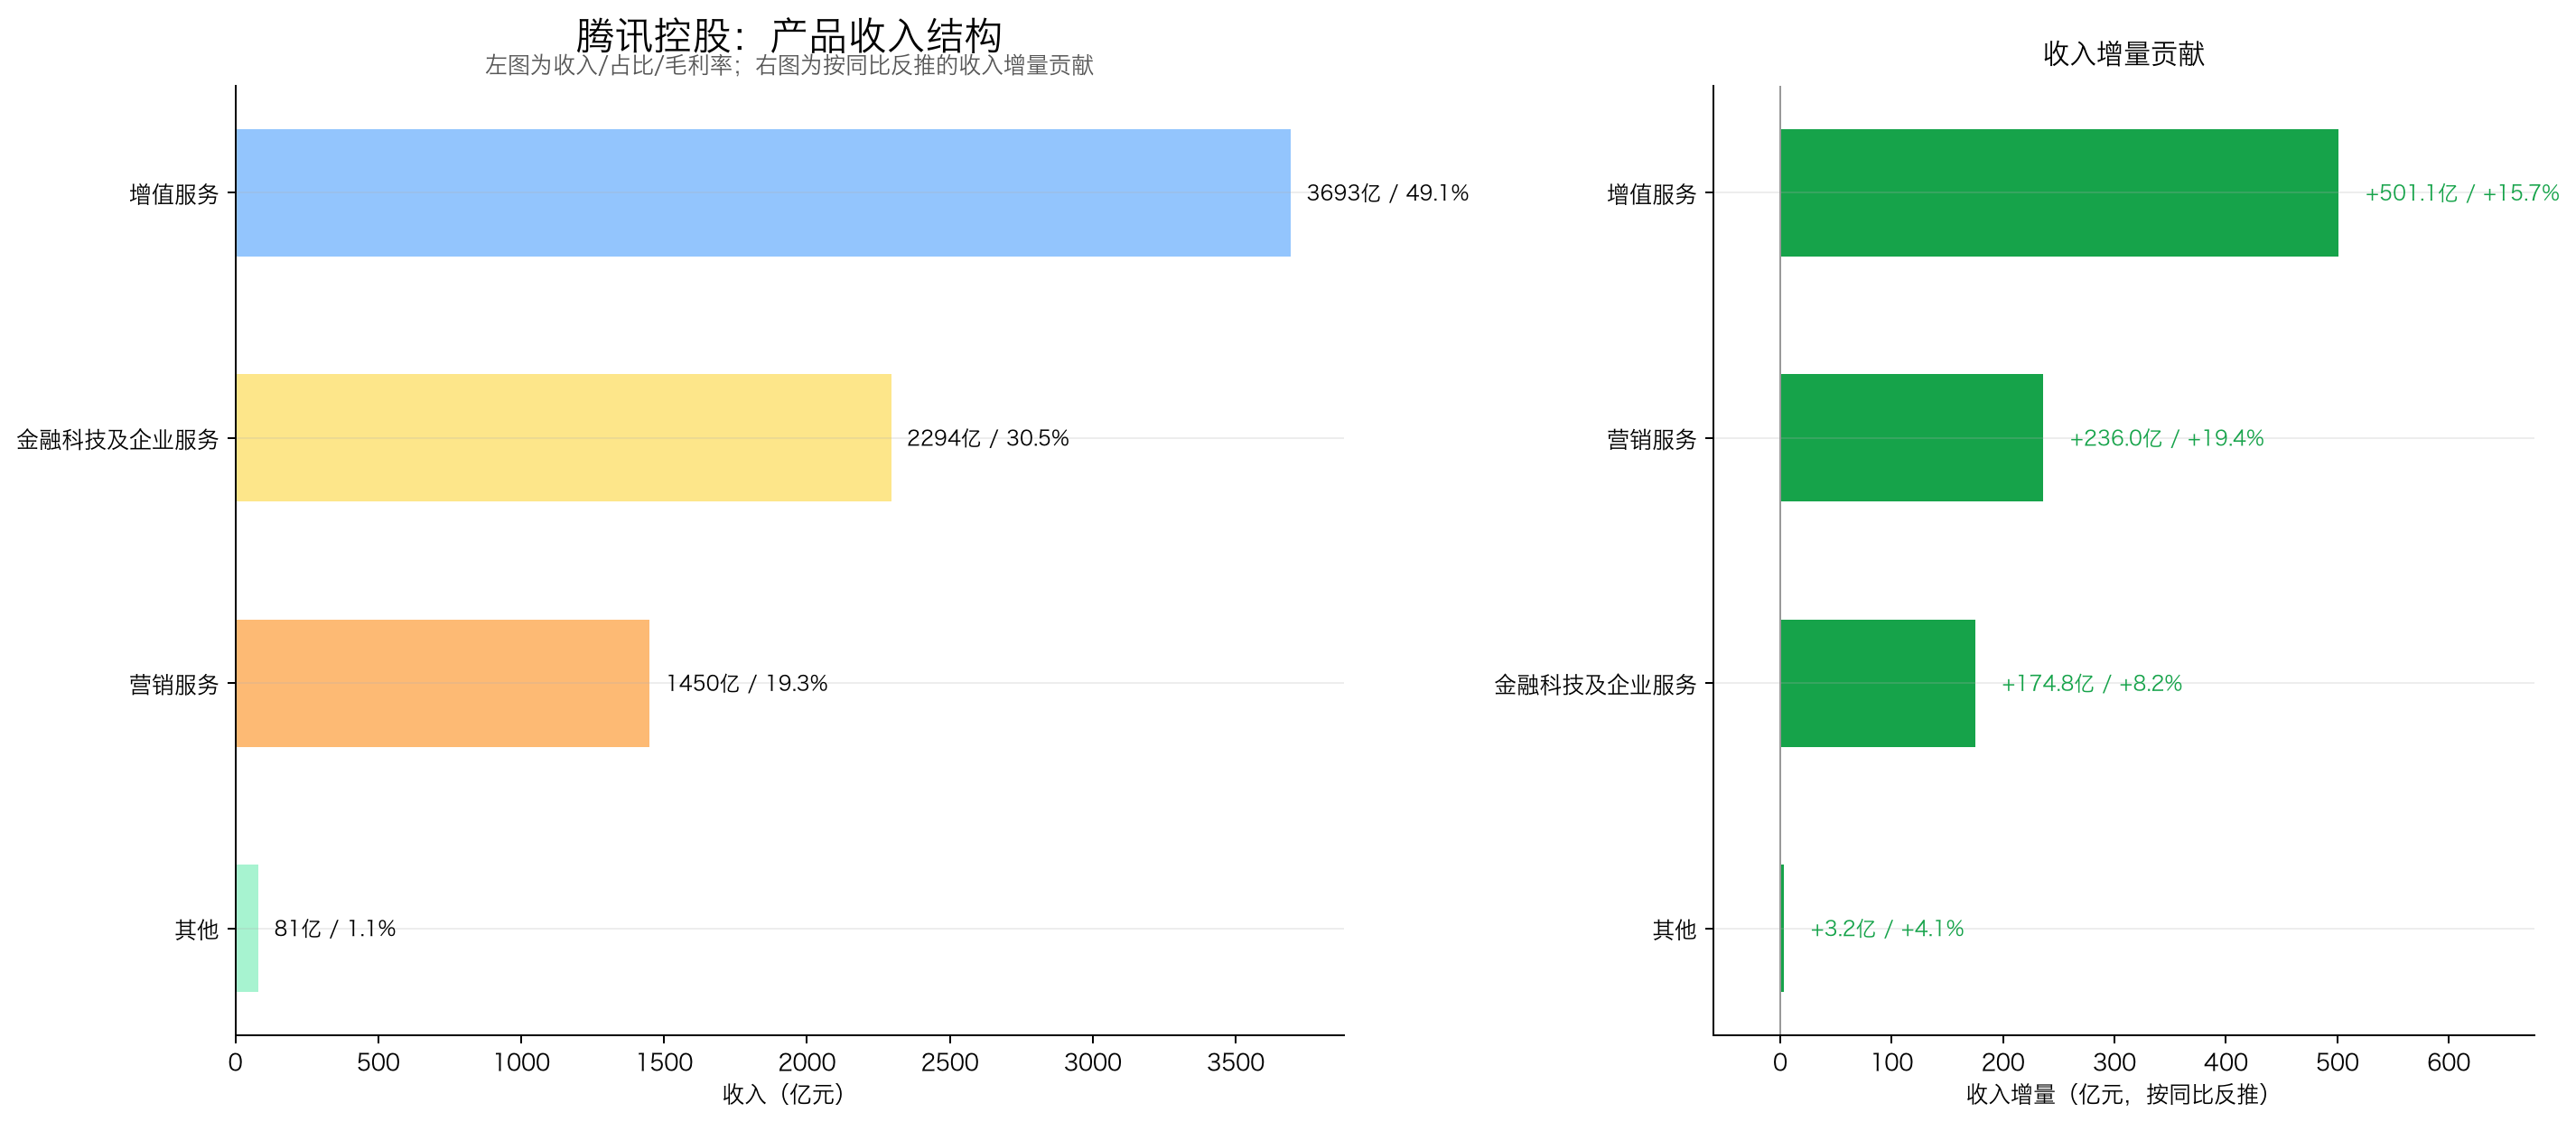 腾讯控股：产品收入结构
左图为收入/占比/毛利率；右图为按同比反推的收入增量贡献
增值服务
3693亿 / 49.1%
金融科技及企业服务
2294亿 / 30.5%
营销服务
1450亿 / 19.3%
其他
81亿 / 1.1%
0 500 1000 1500 2000 2500 3000 3500
收入（亿元）
收入增量贡献
增值服务
+501.1亿 / +15.7%
营销服务
+236.0亿 / +19.4%
金融科技及企业服务
+174.8亿 / +8.2%
其他
+3.2亿 / +4.1%
0 100 200 300 400 500 600
收入增量（亿元，按同比反推）